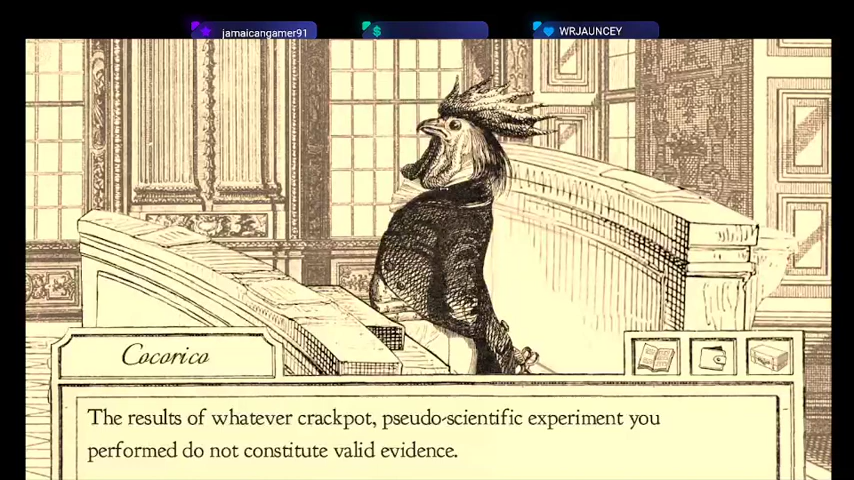 jamaicangamer91
$
WRJAUNCEY
Cocorico
The results of whatever crackpot, pseudo-scientific experiment you
performed do not constitute valid evidence.